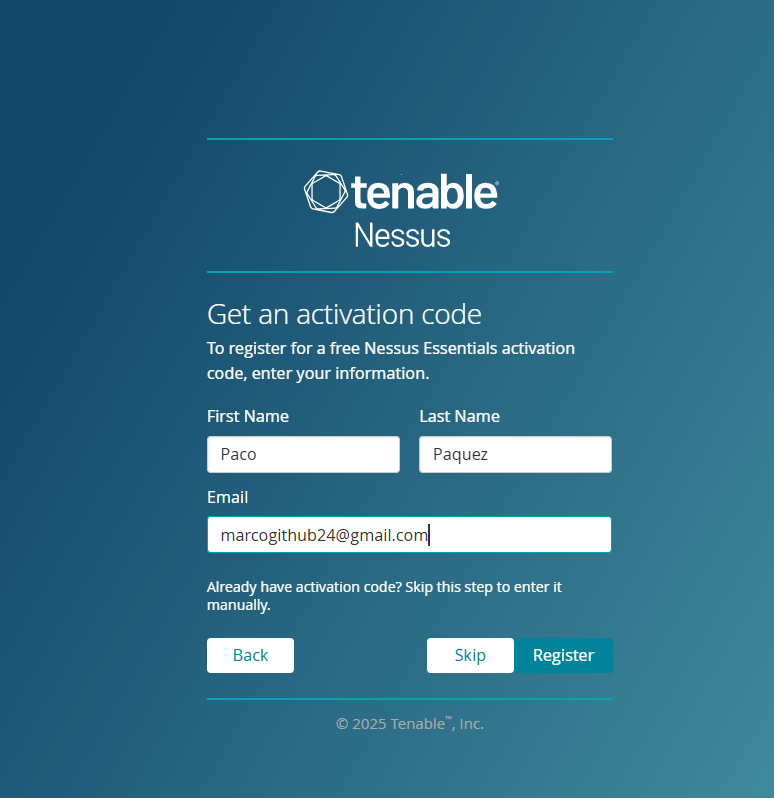 tenable®
Nessus
Get an activation code
To register for a free Nessus Essentials activation
code, enter your information.
First Name Last Name
Paco Paquez
Email
marcogithub24@gmail.com
Already have activation code? Skip this step to enter it
manually.
Back Skip Register
© 2025 Tenable™, Inc.